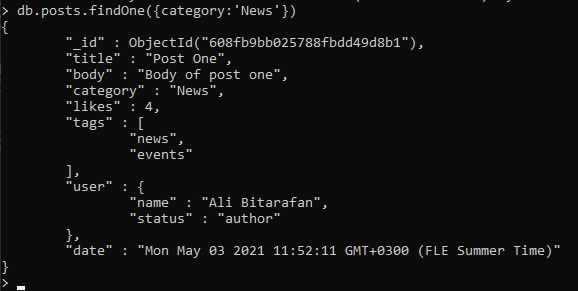 > db.posts.findOne({category:'News'})
{
        "_id" : ObjectId("608fb9bb025788fbdd49d8b1"),
        "title" : "Post One",
        "body" : "Body of post one",
        "category" : "News",
        "likes" : 4,
        "tags" : [
                "news",
                "events"
        ],
        "user" : {
                "name" : "Ali Bitarafan",
                "status" : "author"
        },
        "date" : "Mon May 03 2021 11:52:11 GMT+0300 (FLE Summer Time)"
}
>